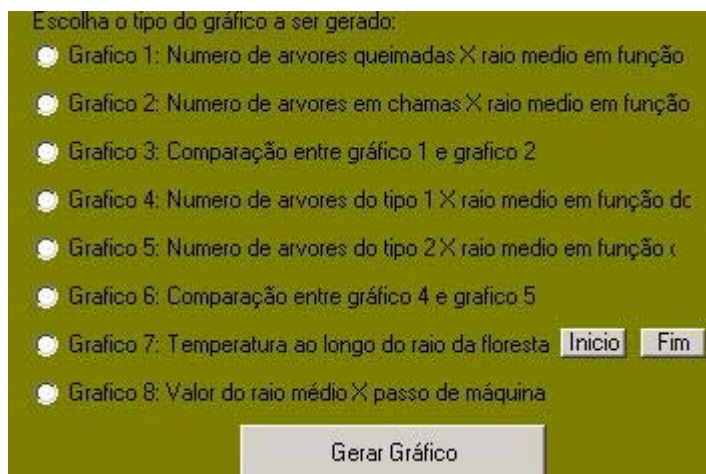 Escolha o tipo do gráfico a ser gerado:
Grafico 1: Numero de arvores queimadas X raio medio em função
Grafico 2: Numero de arvores em chamas X raio medio em função
Grafico 3: Comparação entre gráfico 1 e grafico 2
Grafico 4: Numero de arvores do tipo 1 X raio medio em função do
Grafico 5: Numero de arvores do tipo 2 X raio medio em função
Grafico 6: Comparação entre gráfico 4 e grafico 5
Grafico 7: Temperatura ao longo do raio da floresta Inicio Fim
Grafico 8: Valor do raio médio X passo de máquina
Gerar Gráfico